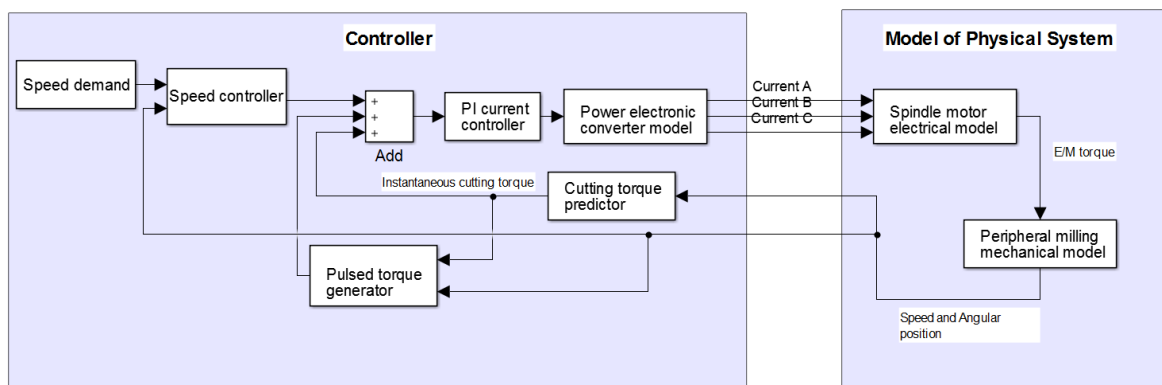 Controller
Model of Physical System
Speed demand
Speed controller
+
+
+
Add
PI current
controller
Power electronic
converter model
Current A
Current B
Current C
Spindle motor
electrical model
E/M torque
Instantaneous cutting torque
Cutting torque
predictor
Peripheral milling
mechanical model
Pulsed torque
generator
Speed and Angular
position